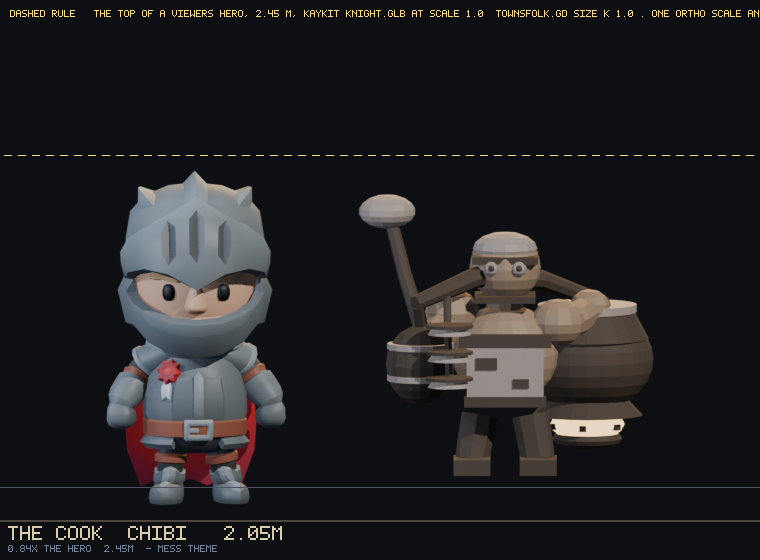 DASHED RULE THE TOP OF A VIEWERS HERO, 2.45 M, KAYKIT KNIGHT.GLB AT SCALE 1.0 TOWNSFOLK.GD SIZE K 1.0 . ONE ORTHO SCALE AN
THE COOK CHIBI 2.05M
0.84X THE HERO 2.45M - MESS THEME